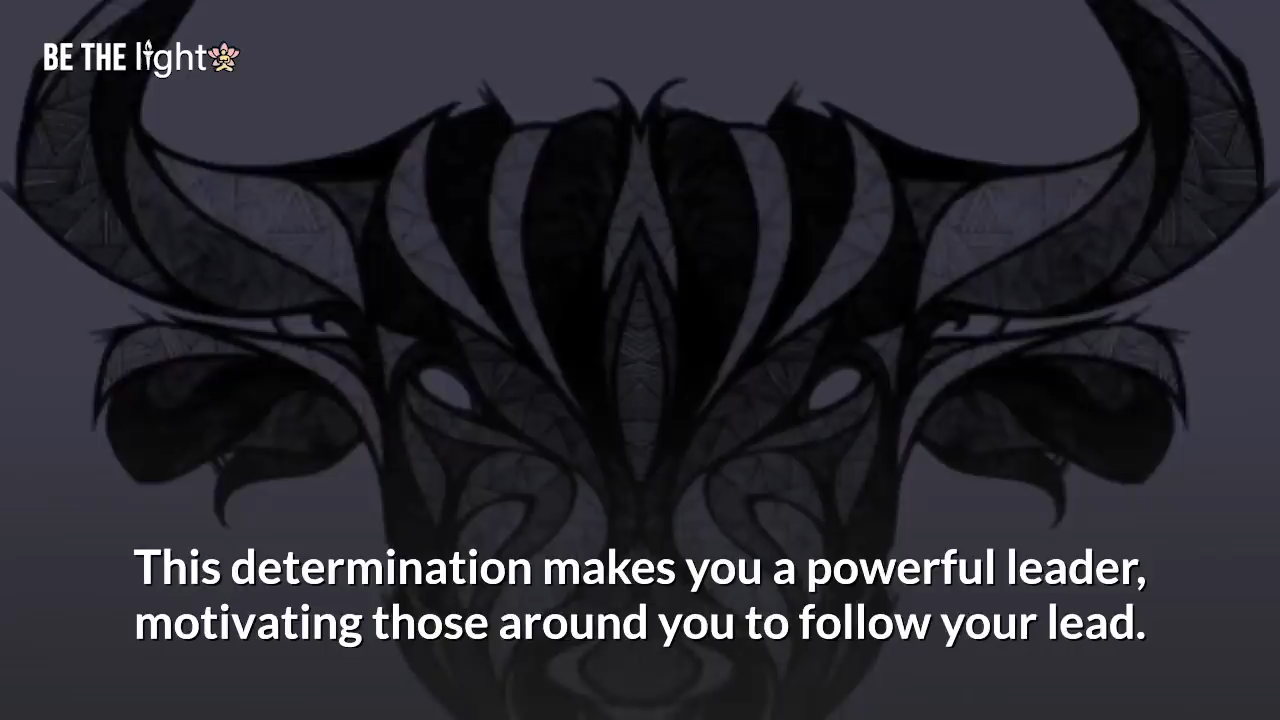 BE THE light
This determination makes you a powerful leader,
motivating those around you to follow your lead.